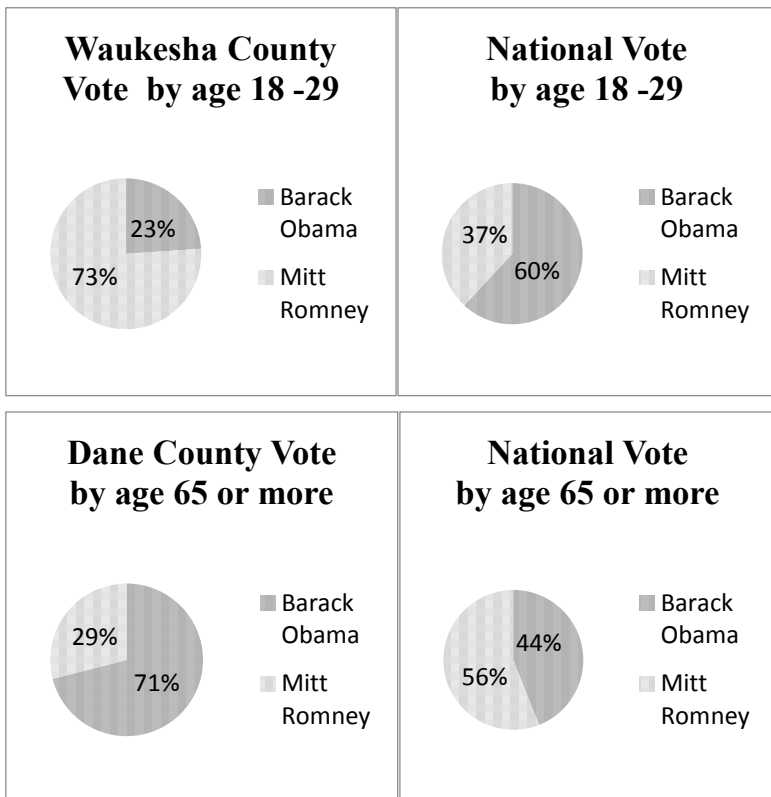 Waukesha County
Vote by age 18 -29
23%
73%
Barack
Obama
Mitt
Romney
National Vote
by age 18 -29
37%
60%
Barack
Obama
Mitt
Romney
Dane County Vote
by age 65 or more
29%
71%
Barack
Obama
Mitt
Romney
National Vote
by age 65 or more
44%
56%
Barack
Obama
Mitt
Romney